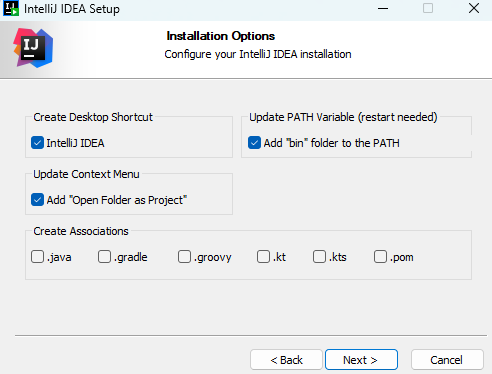 IntelliJ IDEA Setup
IJ
Installation Options
Configure your IntelliJ IDEA installation
Create Desktop Shortcut
IntelliJ IDEA
Update PATH Variable (restart needed)
Add "bin" folder to the PATH
Update Context Menu
Add "Open Folder as Project"
Create Associations
.java .gradle .groovy .kt .kts .pom
< Back Next > Cancel